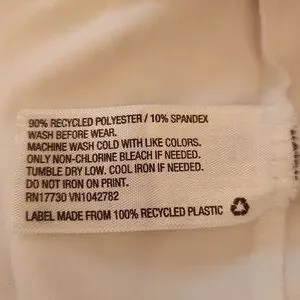 90% RECYCLED POLYESTER / 10% SPANDEX
WASH BEFORE WEAR.
MACHINE WASH COLD WITH LIKE COLORS.
ONLY NON-CHLORINE BLEACH IF NEEDED.
TUMBLE DRY LOW. COOL IRON IF NEEDED.
DO NOT IRON ON PRINT.
RN17730 VN1042782
LABEL MADE FROM 100% RECYCLED PLASTIC